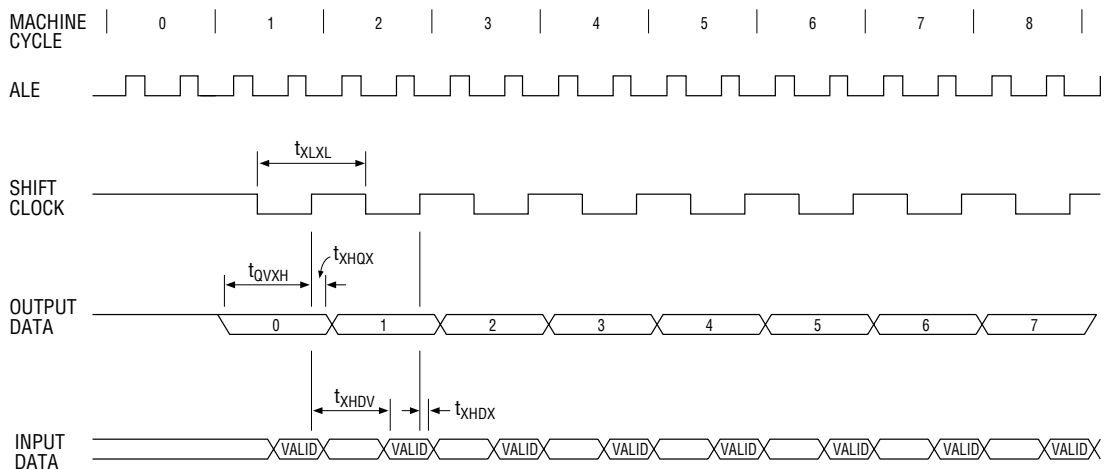 MACHINE CYCLE 0 1 2 3 4 5 6 7 8
ALE
tXLXL
SHIFT CLOCK
tQVXH tXHQX
OUTPUT DATA 0 1 2 3 4 5 6 7
tXHDV tXHDX
INPUT DATA VALID VALID VALID VALID VALID VALID VALID VALID